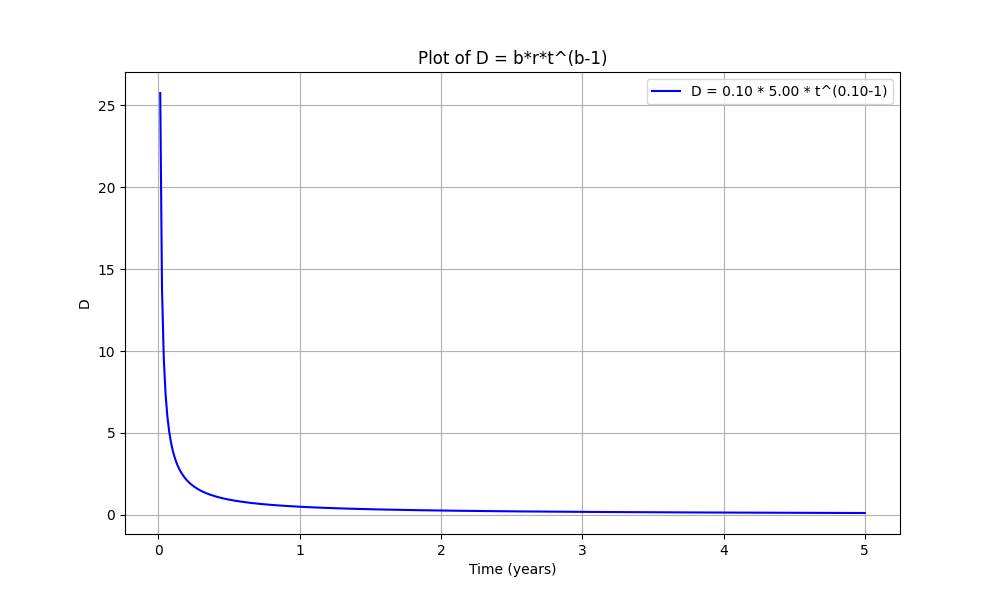 Plot of D = b*r*t^(b-1)
D = 0.10 * 5.00 * t^(0.10-1)
25
20
15
10
5
0
D
0 1 2 3 4 5
Time (years)